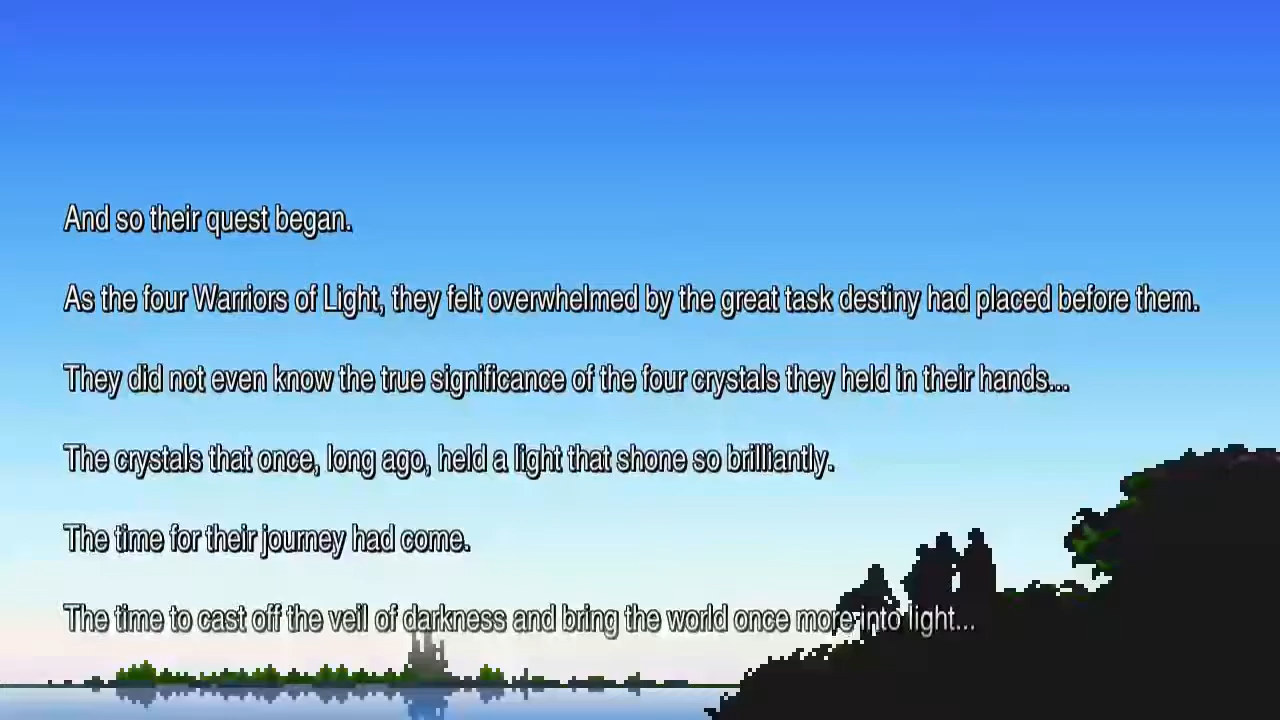 And so their quest began.
As the four Warriors of Light, they felt overwhelmed by the great task destiny had placed before them.
They did not even know the true significance of the four crystals they held in their hands...
The crystals that once, long ago, held a light that shone so brilliantly.
The time for their journey had come.
The time to cast off the veil of darkness and bring the world once more into light...